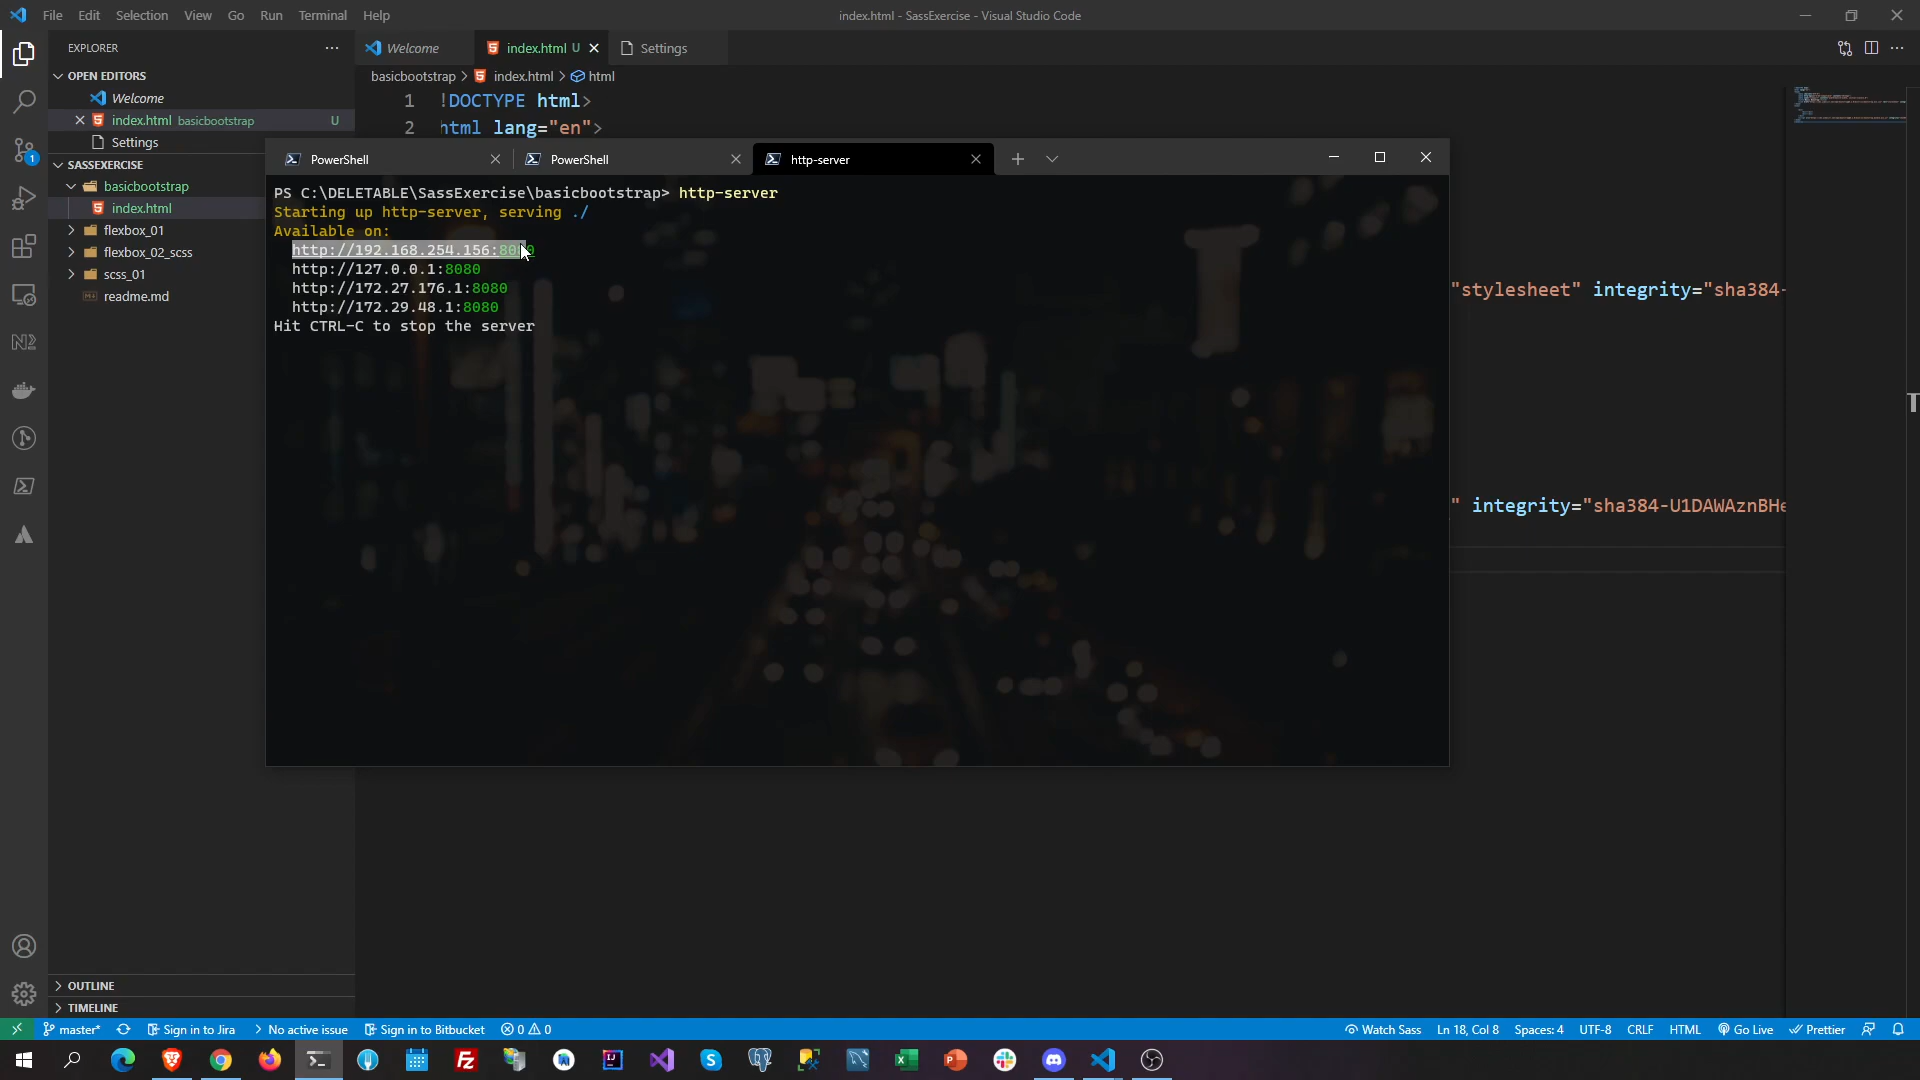 File Edit Selection View Go Run Terminal Help
index.html - SassExercise - Visual Studio Code
EXPLORER
Welcome
index.html U
Settings
OPEN EDITORS
Welcome
index.html basicbootstrap U
Settings
SASSEXERCISE
basicbootstrap
index.html
flexbox_01
flexbox_02_scss
scss_01
readme.md
OUTLINE
TIMELINE
basicbootstrap > index.html > html
1 !DOCTYPE html>
2 html lang="en">
"stylesheet" integrity="sha384-
" integrity="sha384-U1DAWAznBHe
PowerShell
PowerShell
http-server
PS C:\DELETABLE\SassExercise\basicbootstrap> http-server
Starting up http-server, serving ./
Available on:
http://192.168.254.156:8080
http://127.0.0.1:8080
http://172.27.176.1:8080
http://172.29.48.1:8080
Hit CTRL-C to stop the server
1
master*
Sign in to Jira
No active issue
Sign in to Bitbucket
0 0
Watch Sass
Ln 18, Col 8
Spaces: 4
UTF-8
CRLF
HTML
Go Live
Prettier